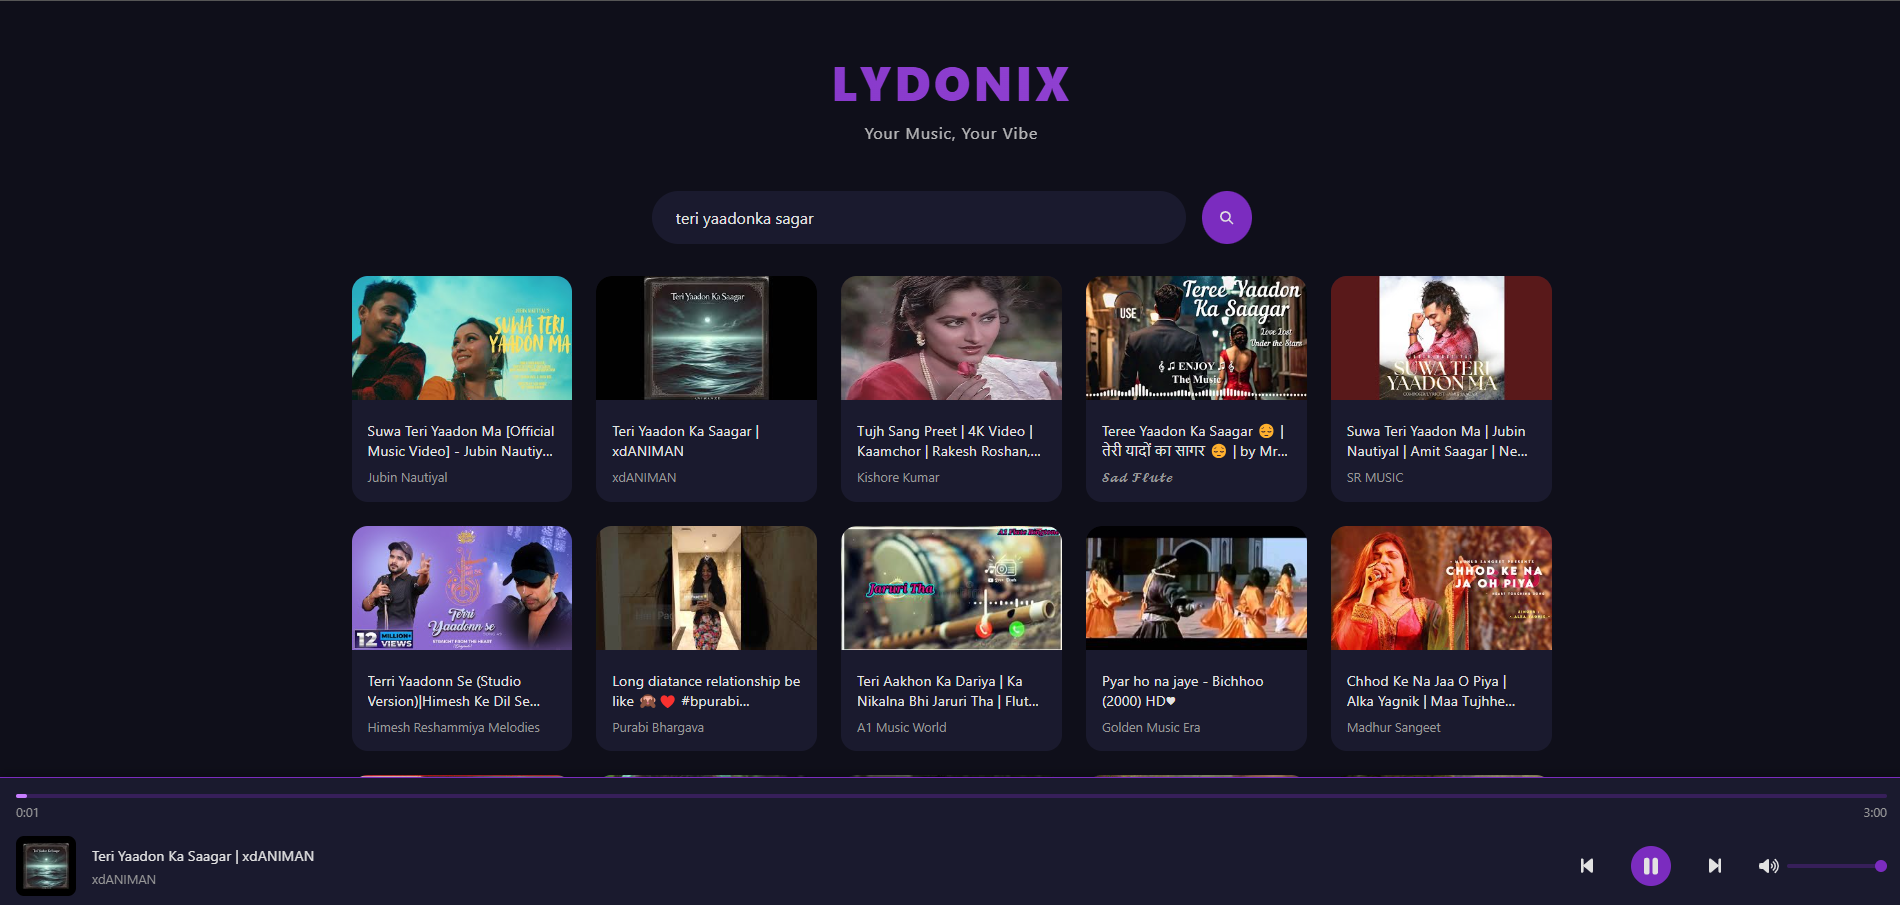 LYDONIX
Your Music, Your Vibe
teri yaadonka sagar
SUWA TERI
YAADON MA
Teri Yaadon Ka Saagar
USE
Teree Yaadon
Ka Saagar
Love Lost
Under the Stars
ENJOY
The Music
SUWA TERI
YAADON MA
Suwa Teri Yaadon Ma [Official
Music Video] - Jubin Nautiy...
Jubin Nautiyal
Teri Yaadon Ka Saagar |
xdANIMAN
xdANIMAN
Tujh Sang Preet | 4K Video |
Kaamchor | Rakesh Roshan,...
Kishore Kumar
Teree Yaadon Ka Saagar 😔 |
तेरी यादों का सागर 😔 | by Mr...
𝓢𝓪𝓭 𝓕𝓵𝓾𝓽𝓮
Suwa Teri Yaadon Ma | Jubin
Nautiyal | Amit Saagar | Ne...
SR MUSIC
Terri
Yaadonn se
STRAIGHT FROM THE HEART
12 MILLION+
VIEWS
A1 Flute Ringtone
Jaruri Tha
CHHOD KE NA
JA OH PIYA
Terri Yaadonn Se (Studio
Version)|Himesh Ke Dil Se...
Himesh Reshammiya Melodies
Long diatance relationship be
like 🙈❤️ #bpurabi...
Purabi Bhargava
Teri Aakhon Ka Dariya | Ka
Nikalna Bhi Jaruri Tha | Flut...
A1 Music World
Pyar ho na jaye - Bichhoo
(2000) HD♥
Golden Music Era
Chhod Ke Na Jaa O Piya |
Alka Yagnik | Maa Tujhhe...
Madhur Sangeet
0:01
3:00
Teri Yaadon Ka Saagar | xdANIMAN
xdANIMAN